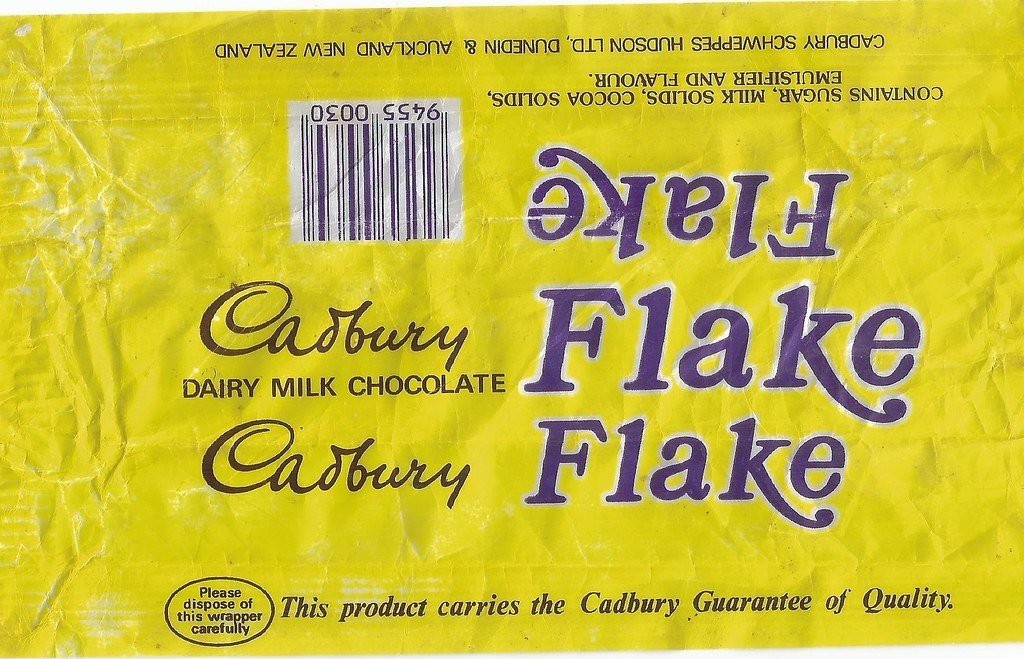 CADBURY SCHWEPPES HUDSON LTD, DUNEDIN & AUCKLAND NEW ZEALAND
CONTAINS SUGAR, MILK SOLIDS, COCOA SOLIDS,
EMULSIFIER AND FLAVOUR.
9455 0030
Flake
Cadbury
Flake
DAIRY MILK CHOCOLATE
Cadbury
Flake
Please
dispose of
this wrapper
carefully
This product carries the Cadbury Guarantee of Quality.